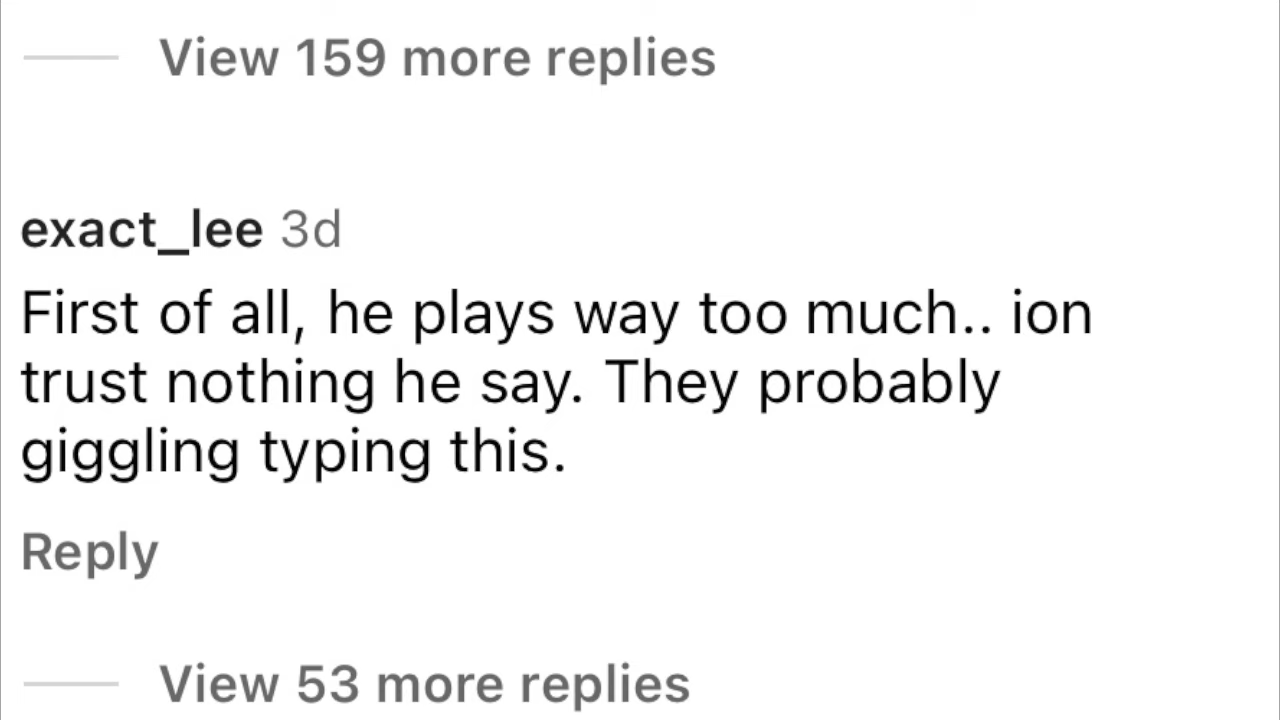 View 159 more replies
exact_lee 3d
First of all, he plays way too much.. ion
trust nothing he say. They probably
giggling typing this.
Reply
View 53 more replies